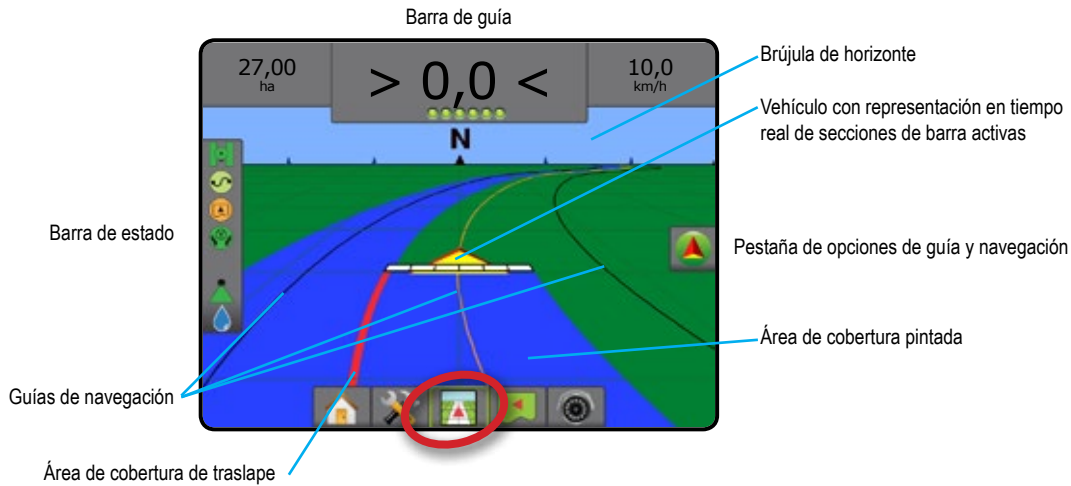 Barra de guía
27,00
ha
> 0,0 <
10,0
km/h
N
Brújula de horizonte
Vehículo con representación en tiempo
real de secciones de barra activas
Barra de estado
Pestaña de opciones de guía y navegación
Área de cobertura pintada
Guías de navegación
Área de cobertura de traslape